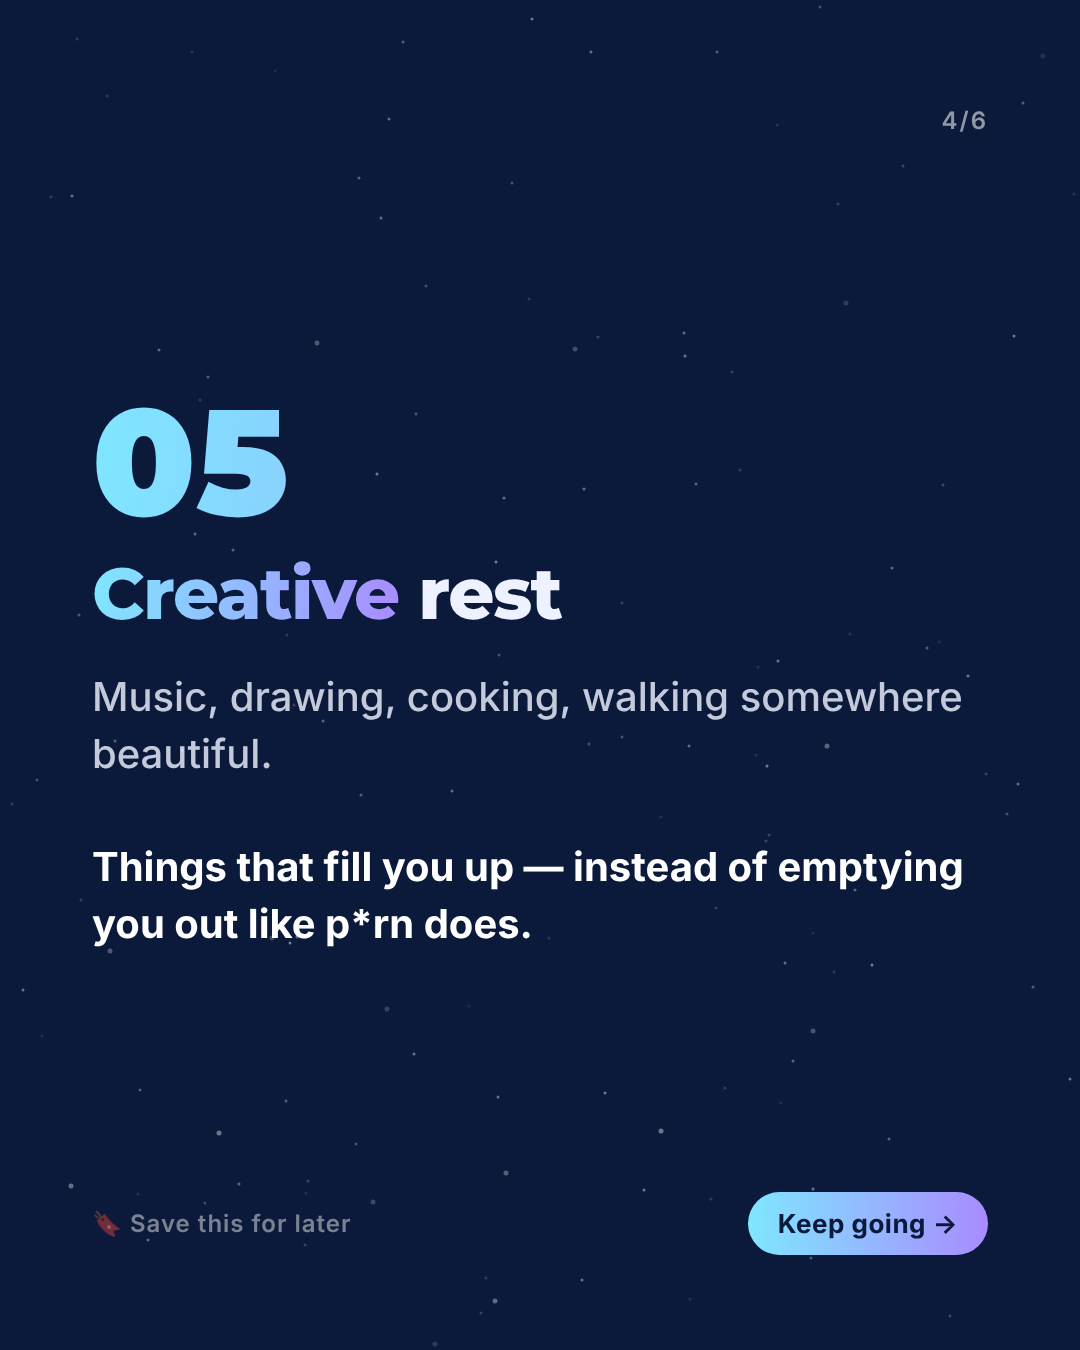 4/6
05
Creative rest
Music, drawing, cooking, walking somewhere
beautiful.
Things that fill you up — instead of emptying
you out like p*rn does.
🔖 Save this for later
Keep going →